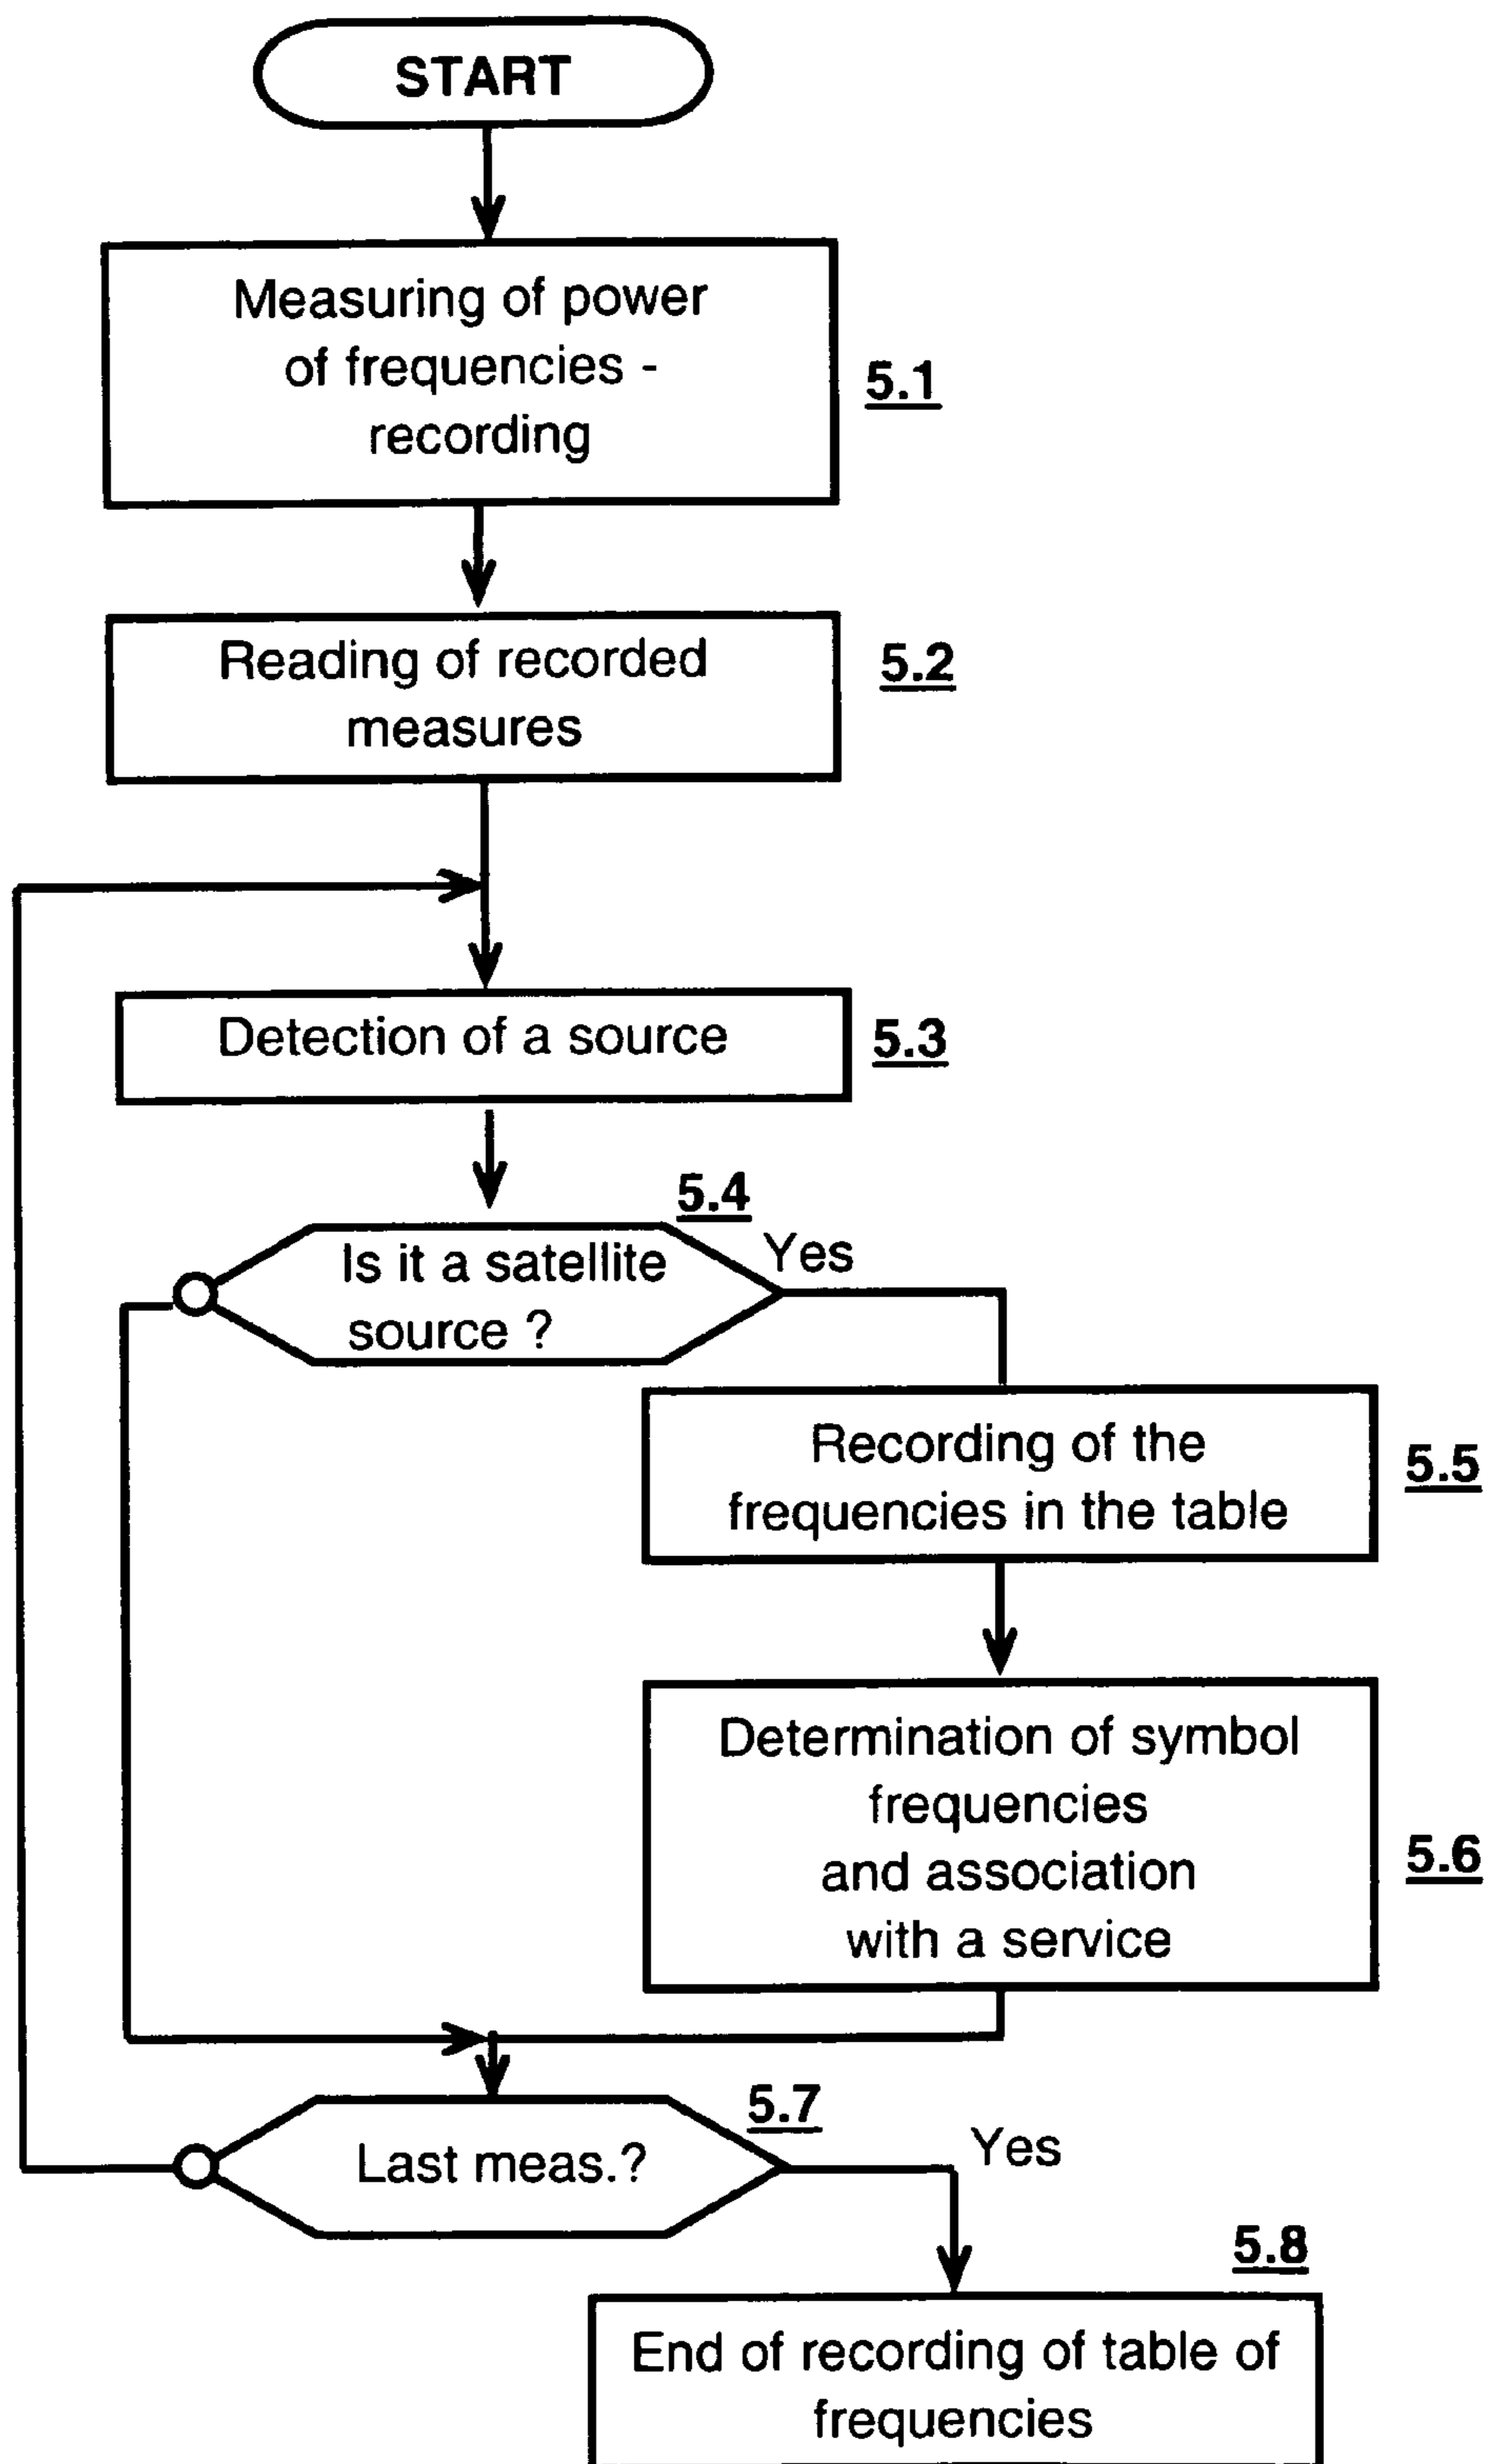 START
Measuring of power
of frequencies -
recording
5.1
Reading of recorded
measures
5.2
Detection of a source
5.3
5.4
Is it a satellite
source ?
Yes
Recording of the
frequencies in the table
5.5
Determination of symbol
frequencies
and association
with a service
5.6
5.7
Last meas.?
Yes
5.8
End of recording of table of
frequencies